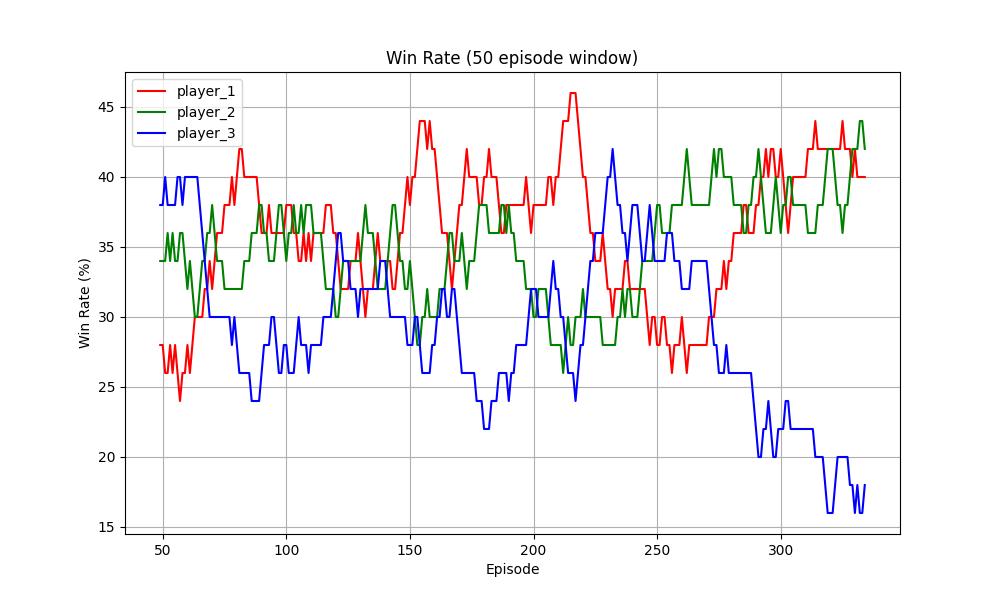 Win Rate (50 episode window)
player_1
player_2
player_3
Win Rate (%)
45
40
35
30
25
20
15
50 100 150 200 250 300
Episode